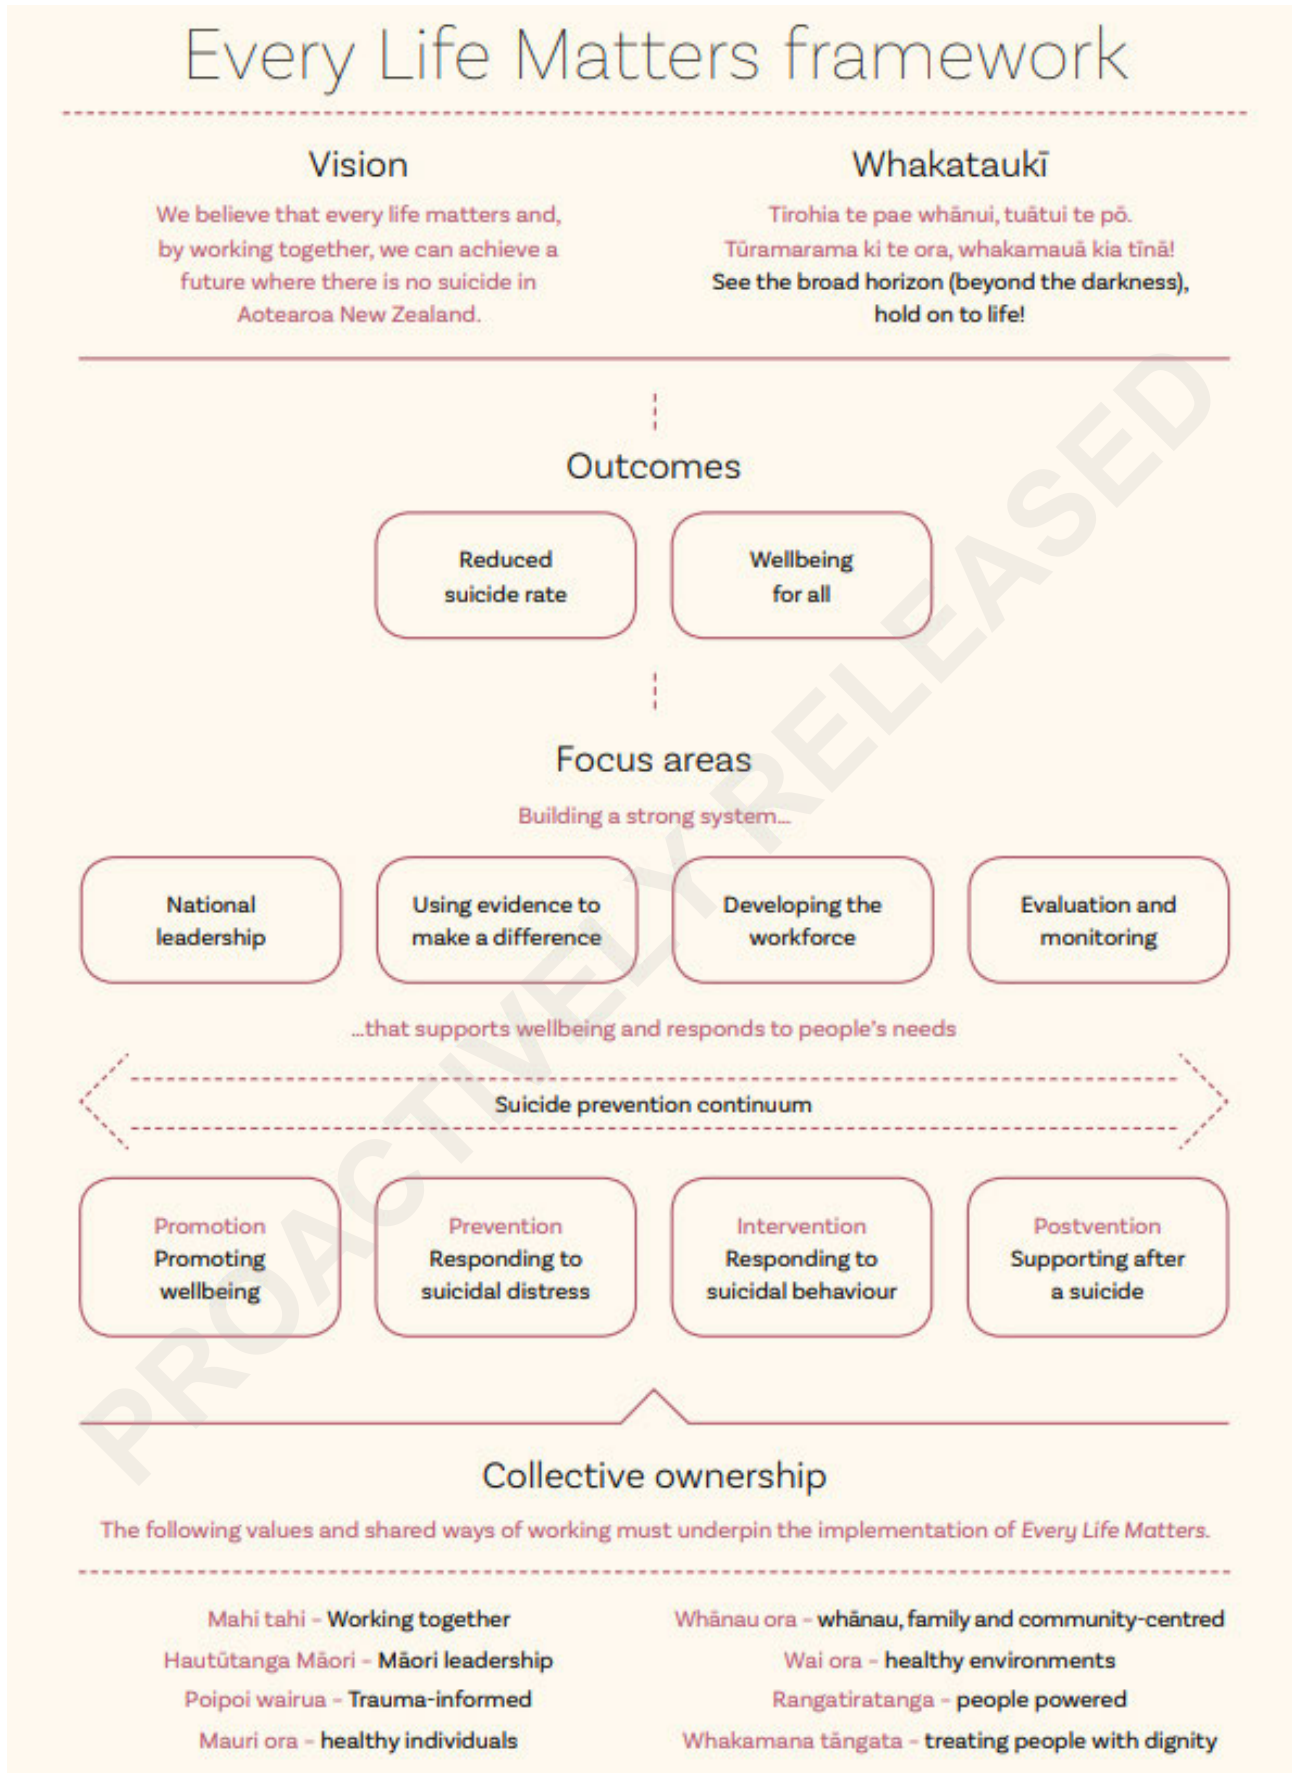 Every Life Matters framework
Vision
We believe that every life matters and,
by working together, we can achieve a
future where there is no suicide in
Aotearoa New Zealand.
Whakataukī
Tirohia te pae whānui, tuātui te pō.
Tūramarama ki te ora, whakamauā kia tīnā!
See the broad horizon (beyond the darkness),
hold on to life!
Outcomes
Reduced
suicide rate
Wellbeing
for all
Focus areas
Building a strong system...
National
leadership
Using evidence to
make a difference
Developing the
workforce
Evaluation and
monitoring
...that supports wellbeing and responds to people's needs
Suicide prevention continuum
Promotion
Promoting
wellbeing
Prevention
Responding to
suicidal distress
Intervention
Responding to
suicidal behaviour
Postvention
Supporting after
a suicide
Collective ownership
The following values and shared ways of working must underpin the implementation of Every Life Matters.
Mahi tahi – Working together
Hautūtanga Māori – Māori leadership
Poipoi wairua – Trauma-informed
Mauri ora – healthy individuals
Whānau ora – whānau, family and community-centred
Wai ora – healthy environments
Rangatiratanga – people powered
Whakamana tāngata – treating people with dignity
PROACTIVELY RELEASED